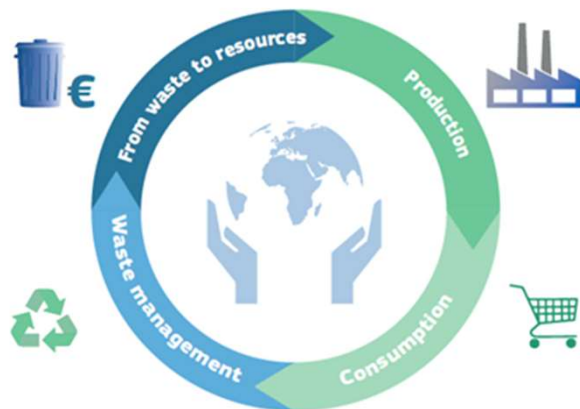 From waste to resources
Production
€
Consumption
Waste management